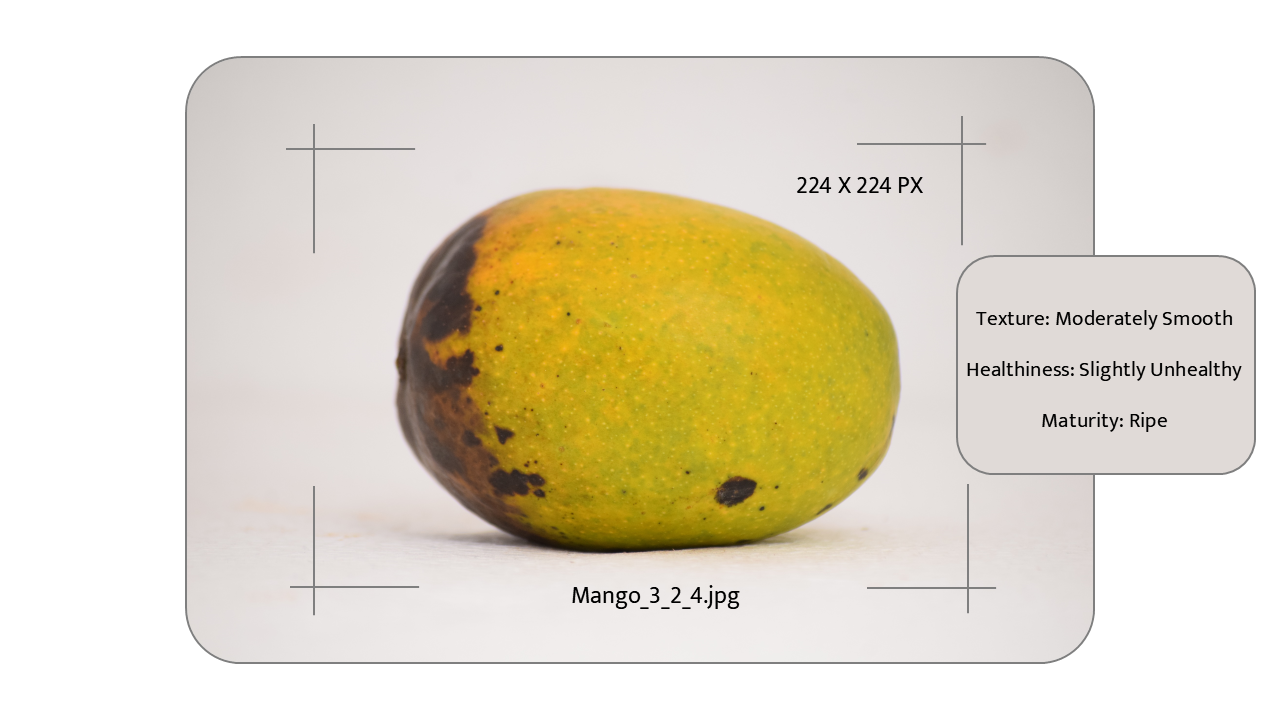 224 X 224 PX
Texture: Moderately Smooth
Healthiness: Slightly Unhealthy
Maturity: Ripe
Mango_3_2_4.jpg